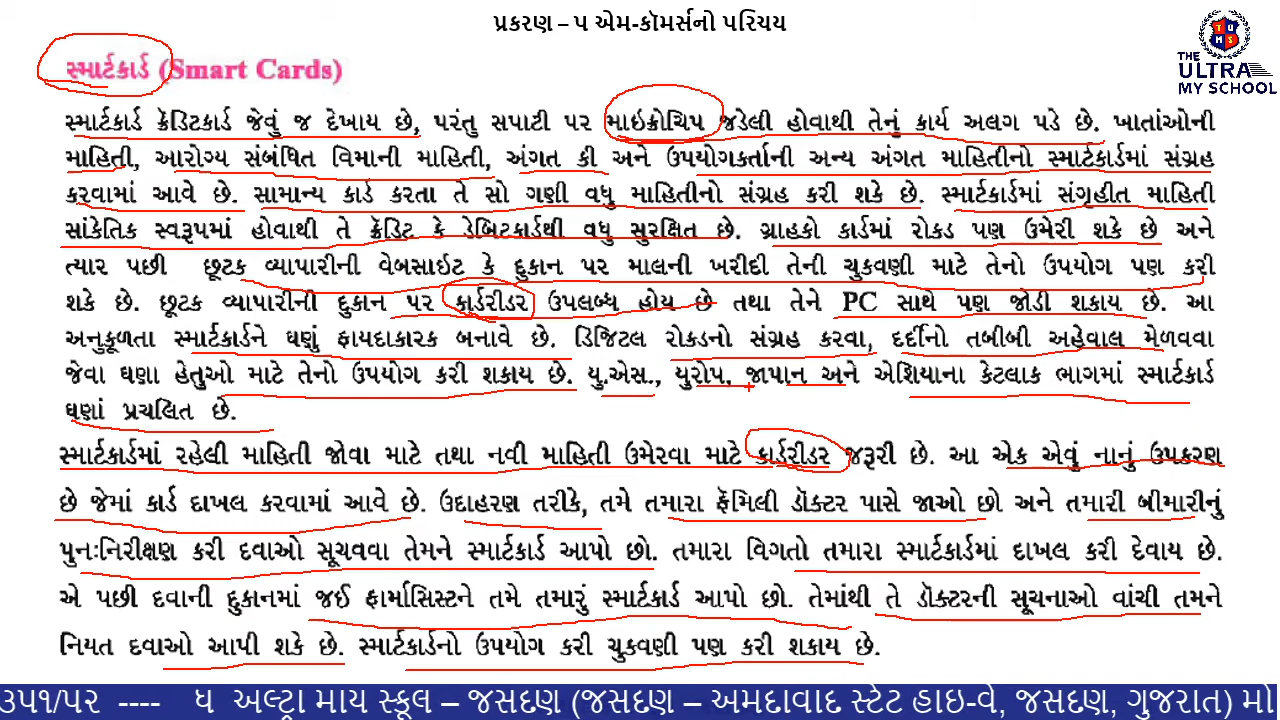 પ્રકરણ – ૫ એમ-કૉમર્સનો પરિચય
THE
ULTRA
MY SCHOOL
TUMS
સ્માર્ટકાર્ડ (Smart Cards)
સ્માર્ટકાર્ડ ક્રૅડિટકાર્ડ જેવું જ દેખાય છે, પરંતુ સપાટી પર માઇક્રોચિપ જડેલી હોવાથી તેનું કાર્ય અલગ પડે છે. ખાતાંઓની
માહિતી, આરોગ્ય સંબંધિત વિમાની માહિતી, અંગત કી અને ઉપયોગકર્તાની અન્ય અંગત માહિતીનો સ્માર્ટકાર્ડમાં સંગ્રહ
કરવામાં આવે છે. સામાન્ય કાર્ડ કરતા તે સો ગણી વધુ માહિતીનો સંગ્રહ કરી શકે છે. સ્માર્ટકાર્ડમાં સંગૃહીત માહિતી
સાંકેતિક સ્વરૂપમાં હોવાથી તે ક્રૅડિટ કે ડેબિટકાર્ડથી વધુ સુરક્ષિત છે. ગ્રાહકો કાર્ડમાં રોકડ પણ ઉમેરી શકે છે અને
ત્યાર પછી છૂટક વ્યાપારીની વેબસાઇટ કે દુકાન પર માલની ખરીદી તેની ચુકવણી માટે તેનો ઉપયોગ પણ કરી
શકે છે. છૂટક વ્યાપારીની દુકાન પર કાર્ડરીડર ઉપલબ્ધ હોય છે તથા તેને PC સાથે પણ જોડી શકાય છે. આ
અનુકૂળતા સ્માર્ટકાર્ડને ઘણું ફાયદાકારક બનાવે છે. ડિજિટલ રોકડનો સંગ્રહ કરવા, દર્દીનો તબીબી અહેવાલ મેળવવા
જેવા ઘણા હેતુઓ માટે તેનો ઉપયોગ કરી શકાય છે. યુ.એસ., યુરોપ, જાપાન અને એશિયાના કેટલાક ભાગમાં સ્માર્ટકાર્ડ
ઘણાં પ્રચલિત છે.
સ્માર્ટકાર્ડમાં રહેલી માહિતી જોવા માટે તથા નવી માહિતી ઉમેરવા માટે કાર્ડરીડર જરૂરી છે. આ એક એવું નાનું ઉપકરણ
છે જેમાં કાર્ડ દાખલ કરવામાં આવે છે. ઉદાહરણ તરીકે, તમે તમારા ફૅમિલી ડૉક્ટર પાસે જાઓ છો અને તમારી બીમારીનું
પુનઃનિરીક્ષણ કરી દવાઓ સૂચવવા તેમને સ્માર્ટકાર્ડ આપો છો. તમારા વિગતો તમારા સ્માર્ટકાર્ડમાં દાખલ કરી દેવાય છે.
એ પછી દવાની દુકાનમાં જઈ ફાર્માસિસ્ટને તમે તમારું સ્માર્ટકાર્ડ આપો છો. તેમાંથી તે ડૉક્ટરની સૂચનાઓ વાંચી તમને
નિયત દવાઓ આપી શકે છે. સ્માર્ટકાર્ડનો ઉપયોગ કરી ચુકવણી પણ કરી શકાય છે.
૩૫૧/૫૨ ---- ધ અલ્ટ્રા માય સ્કૂલ – જસદણ (જસદણ – અમદાવાદ સ્ટેટ હાઇ-વે, જસદણ, ગુજરાત) મો